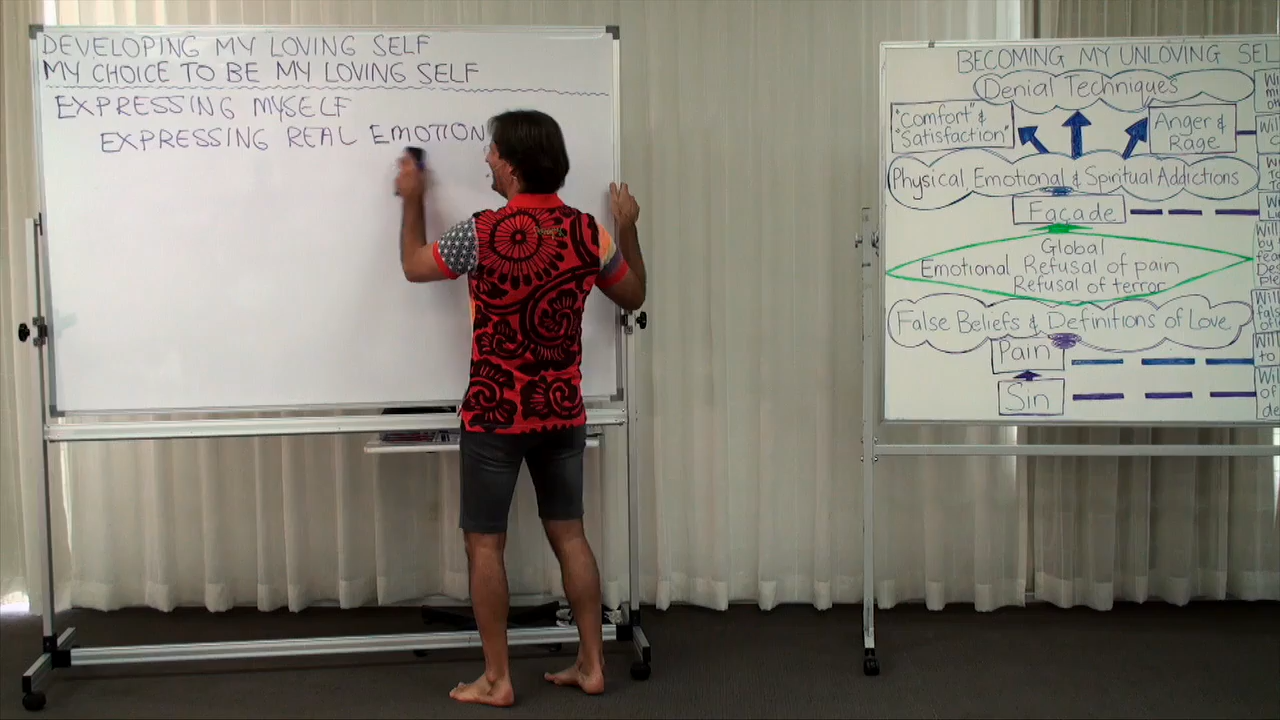 DEVELOPING MY LOVING SELF
MY CHOICE TO BE MY LOVING SELF
EXPRESSING MYSELF
EXPRESSING REAL EMOTION
BECOMING MY UNLOVING SEL
Denial Techniques
"Comfort" &
"Satisfaction"
Anger &
Rage
Physical, Emotional & Spiritual Addictions
Façade
Global
Emotional Refusal of pain
Refusal of terror
False Beliefs & Definitions of Love
Pain
Sin